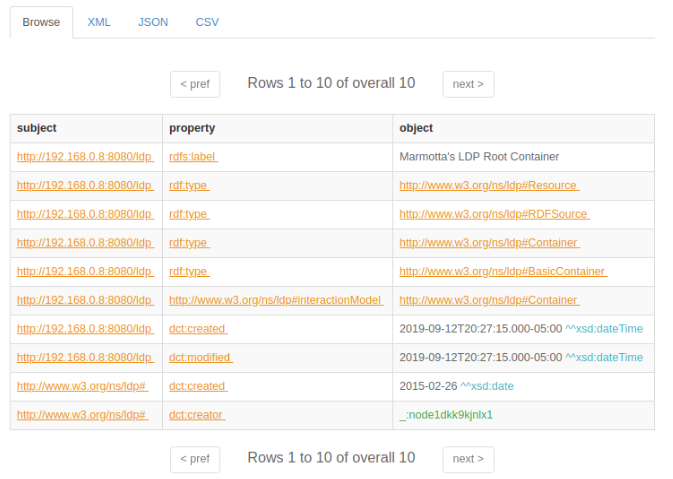 Browse XML JSON CSV
< pref Rows 1 to 10 of overall 10 next >
subject property object
http://192.168.0.8:8080/ldp rdfs:label Marmotta's LDP Root Container
http://192.168.0.8:8080/ldp rdf:type http://www.w3.org/ns/ldp#Resource
http://192.168.0.8:8080/ldp rdf:type http://www.w3.org/ns/ldp#RDFSource
http://192.168.0.8:8080/ldp rdf:type http://www.w3.org/ns/ldp#Container
http://192.168.0.8:8080/ldp rdf:type http://www.w3.org/ns/ldp#BasicContainer
http://192.168.0.8:8080/ldp http://www.w3.org/ns/ldp#interactionModel http://www.w3.org/ns/ldp#Container
http://192.168.0.8:8080/ldp dct:created 2019-09-12T20:27:15.000-05:00 ^^xsd:dateTime
http://192.168.0.8:8080/ldp dct:modified 2019-09-12T20:27:15.000-05:00 ^^xsd:dateTime
http://www.w3.org/ns/ldp# dct:created 2015-02-26 ^^xsd:date
http://www.w3.org/ns/ldp# dct:creator _:node1dkk9kjnlx1
< pref Rows 1 to 10 of overall 10 next >